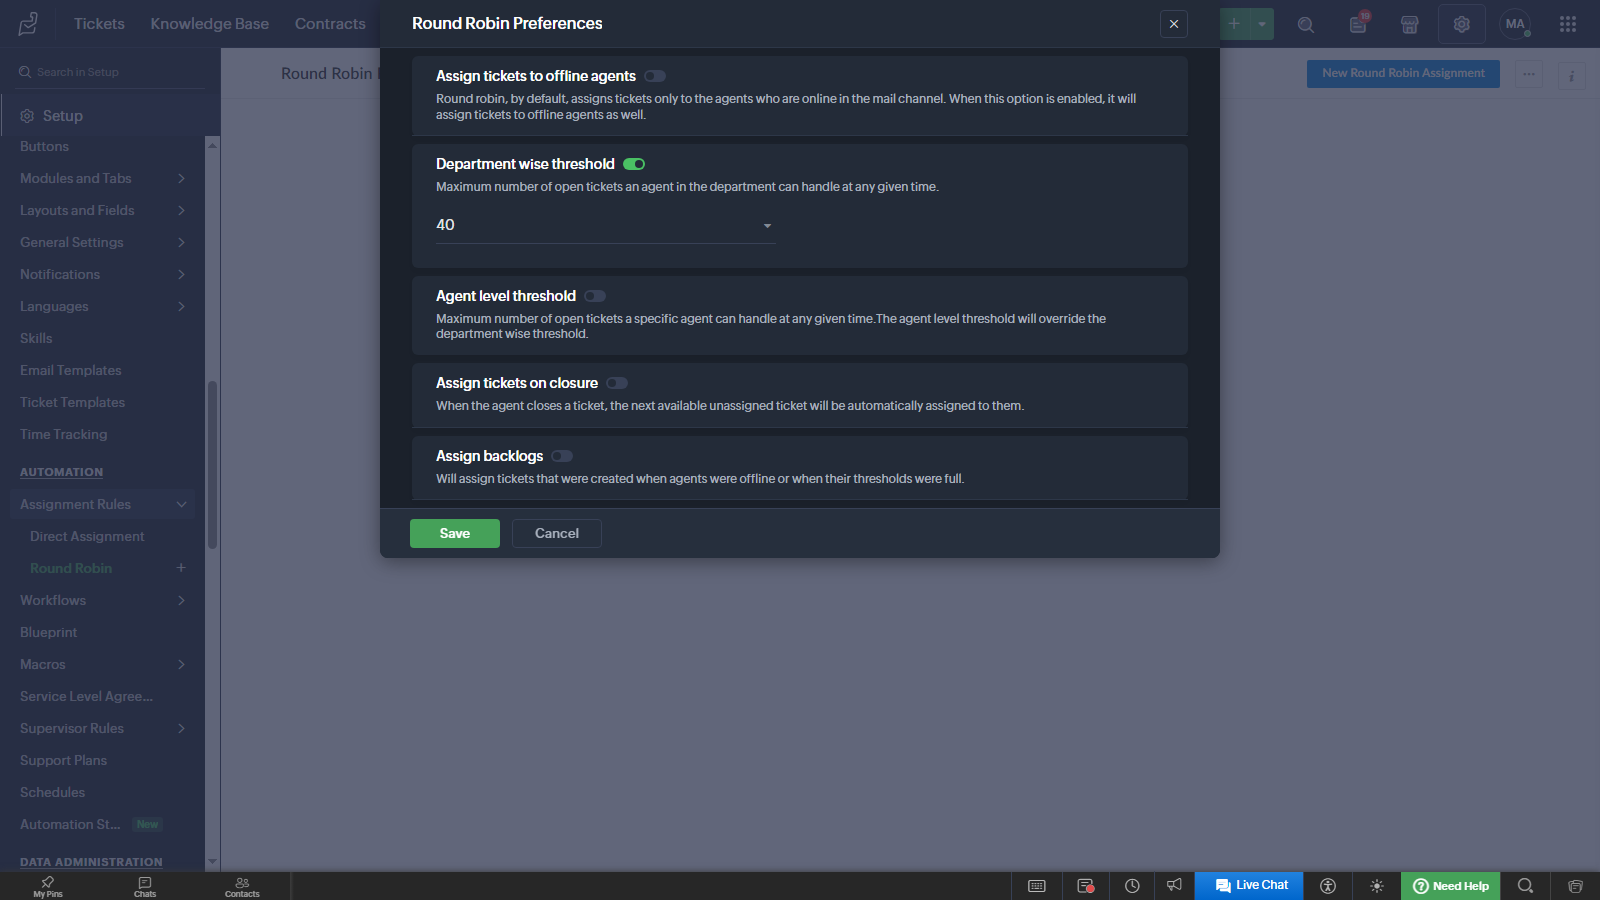 Tickets
Knowledge Base
Contracts
Round Robin Preferences
19
MA
Search in Setup
Round Robin
New Round Robin Assignment
Setup
Buttons
Modules and Tabs
Layouts and Fields
General Settings
Notifications
Languages
Skills
Email Templates
Ticket Templates
Time Tracking
AUTOMATION
Assignment Rules
Direct Assignment
Round Robin
Workflows
Blueprint
Macros
Service Level Agree...
Supervisor Rules
Support Plans
Schedules
Automation St... New
DATA ADMINISTRATION
Assign tickets to offline agents
Round robin, by default, assigns tickets only to the agents who are online in the mail channel. When this option is enabled, it will
assign tickets to offline agents as well.
Department wise threshold
Maximum number of open tickets an agent in the department can handle at any given time.
40
Agent level threshold
Maximum number of open tickets a specific agent can handle at any given time.The agent level threshold will override the
department wise threshold.
Assign tickets on closure
When the agent closes a ticket, the next available unassigned ticket will be automatically assigned to them.
Assign backlogs
Will assign tickets that were created when agents were offline or when their thresholds were full.
Save
Cancel
My Pins
Chats
Contacts
Live Chat
Need Help